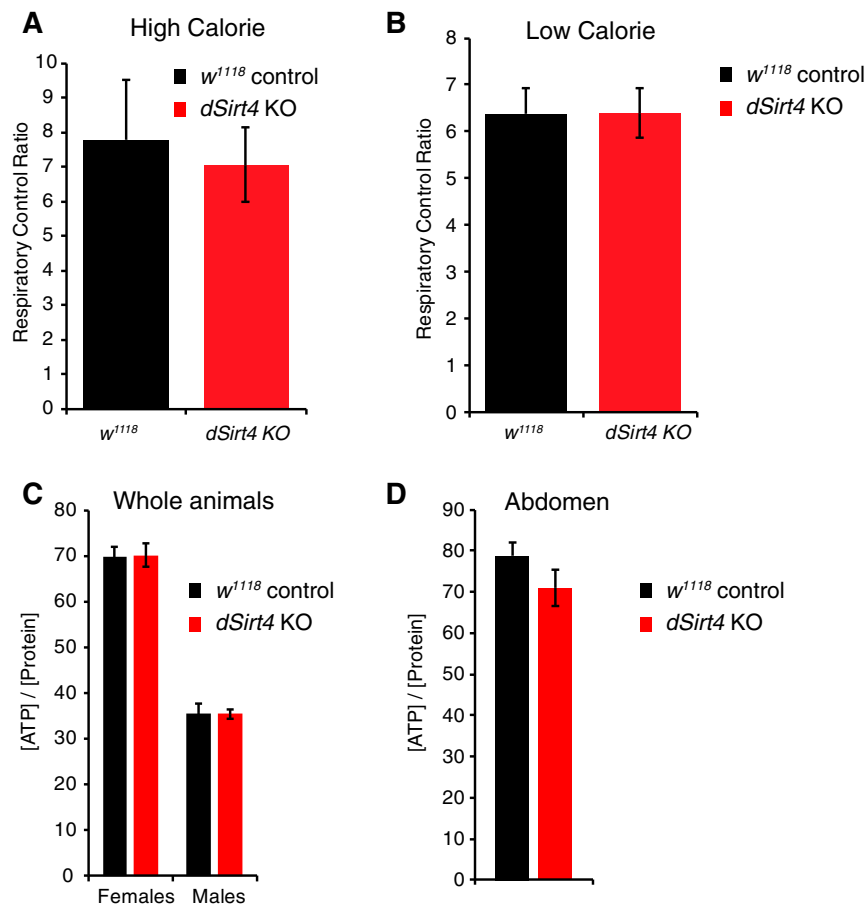 A
High Calorie
10
9
8
7
6
5
4
3
2
1
0
Respiratory Control Ratio
w1118 control
dSirt4 KO
w1118
dSirt4 KO
B
Low Calorie
8
7
6
5
4
3
2
1
0
Respiratory Control Ratio
w1118 control
dSirt4 KO
w1118
dSirt4 KO
C
Whole animals
80
70
60
50
40
30
20
10
0
[ATP] / [Protein]
w1118 control
dSirt4 KO
Females
Males
D
Abdomen
90
80
70
60
50
40
30
20
10
0
[ATP] / [Protein]
w1118 control
dSirt4 KO